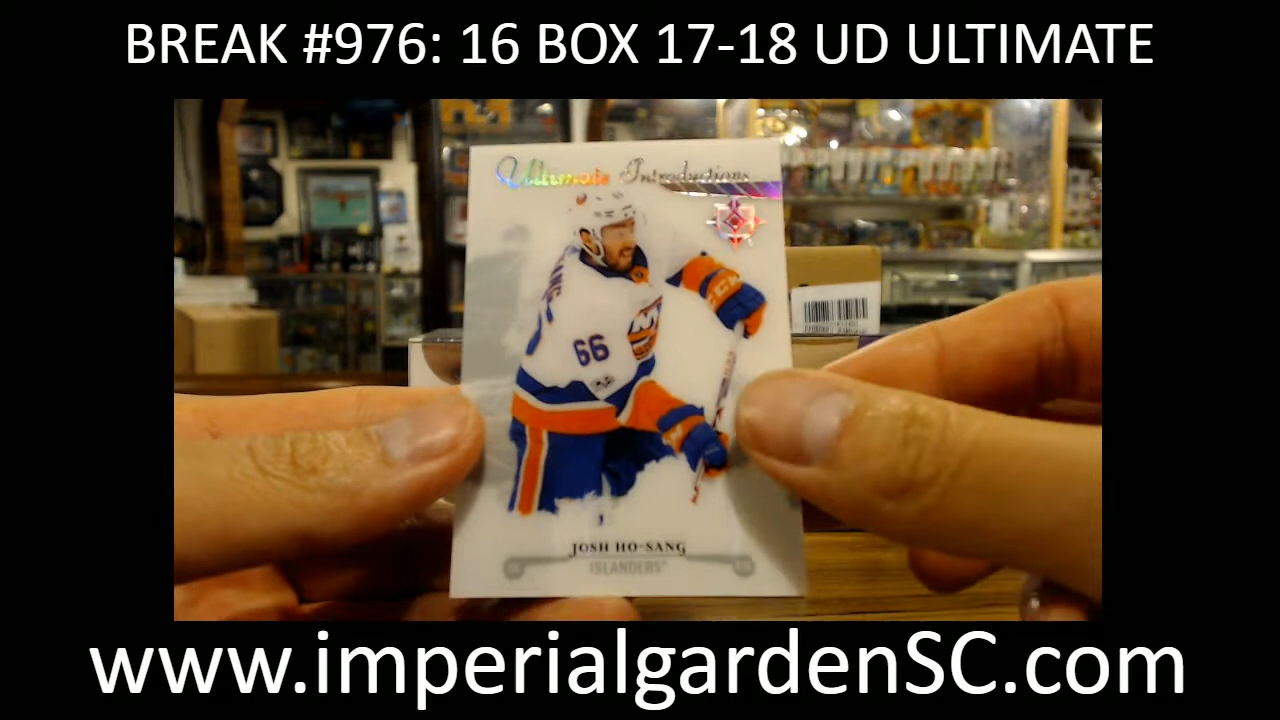 BREAK #976: 16 BOX 17-18 UD ULTIMATE
Ultimate Introductions
66
JOSH HO-SANG
ISLANDERS
www.imperialgardenSC.com